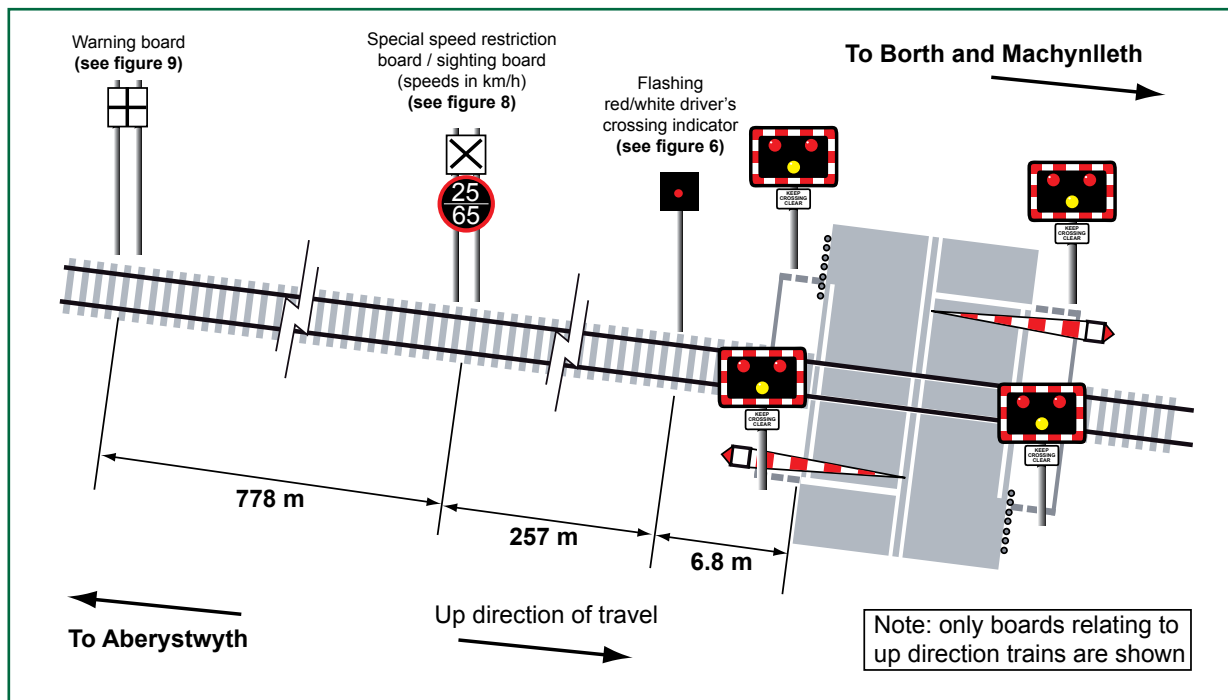 Warning board
(see figure 9)
Special speed restriction
board / sighting board
(speeds in km/h)
(see figure 8)
Flashing
red/white driver's
crossing indicator
(see figure 6)
To Borth and Machynlleth
25
65
KEEP
CROSSING
CLEAR
KEEP
CROSSING
CLEAR
KEEP
CROSSING
CLEAR
KEEP
CROSSING
CLEAR
778 m
257 m
6.8 m
To Aberystwyth
Up direction of travel
Note: only boards relating to
up direction trains are shown